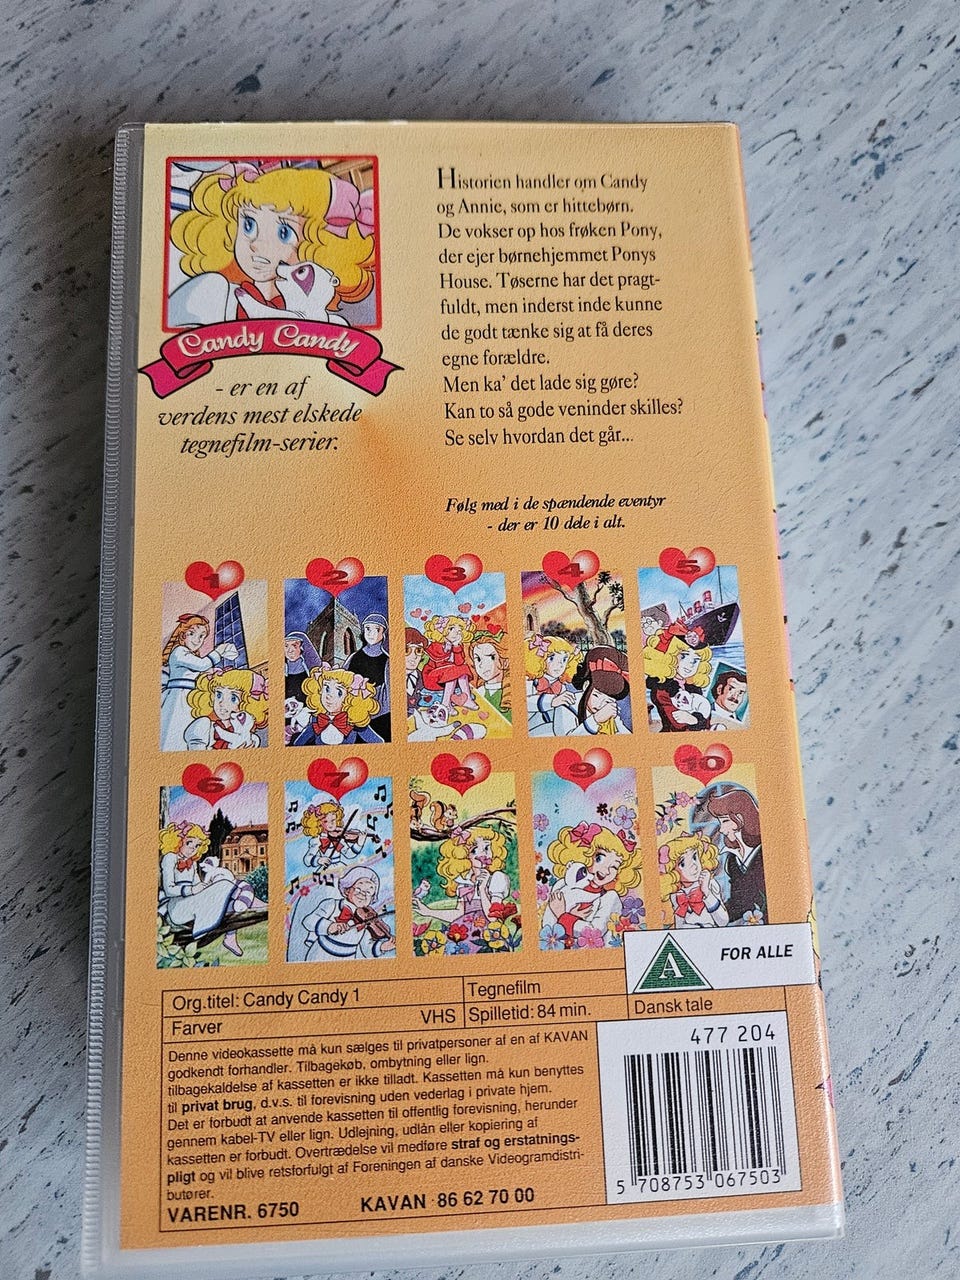 Candy Candy
- er en af
verdens mest elskede
tegnefilm-serier.
Historien handler om Candy
og Annie, som er hittebørn.
De vokser op hos frøken Pony,
der ejer børnehjemmet Ponys
House. Tøserne har det pragt-
fuldt, men inderst inde kunne
de godt tænke sig at få deres
egne forældre.
Men ka' det lade sig gøre?
Kan to så gode veninder skilles?
Se selv hvordan det går...
Følg med i de spændende eventyr
- der er 10 dele i alt.
1
2
3
4
5
6
7
8
9
10
A FOR ALLE
Org.titel: Candy Candy 1
Tegnefilm
Farver VHS
Spilletid: 84 min.
Dansk tale
Denne videokassette må kun sælges til privatpersoner af en af KAVAN
godkendt forhandler. Tilbagekøb, ombytning eller lign.
tilbagekaldelse af kassetten er ikke tilladt. Kassetten må kun benyttes
til privat brug, d.v.s. til forevisning uden vederlag i private hjem.
Det er forbudt at anvende kassetten til offentlig forevisning, herunder
gennem kabel-TV eller lign. Udlejning, udlån eller kopiering af
kassetten er forbudt. Overtrædelse vil medføre straf og erstatnings-
pligt og vil blive retsforfulgt af Foreningen af danske Videogramdistri-
butører.
VARENR. 6750 KAVAN 86 62 70 00
477 204
5 708753 067503